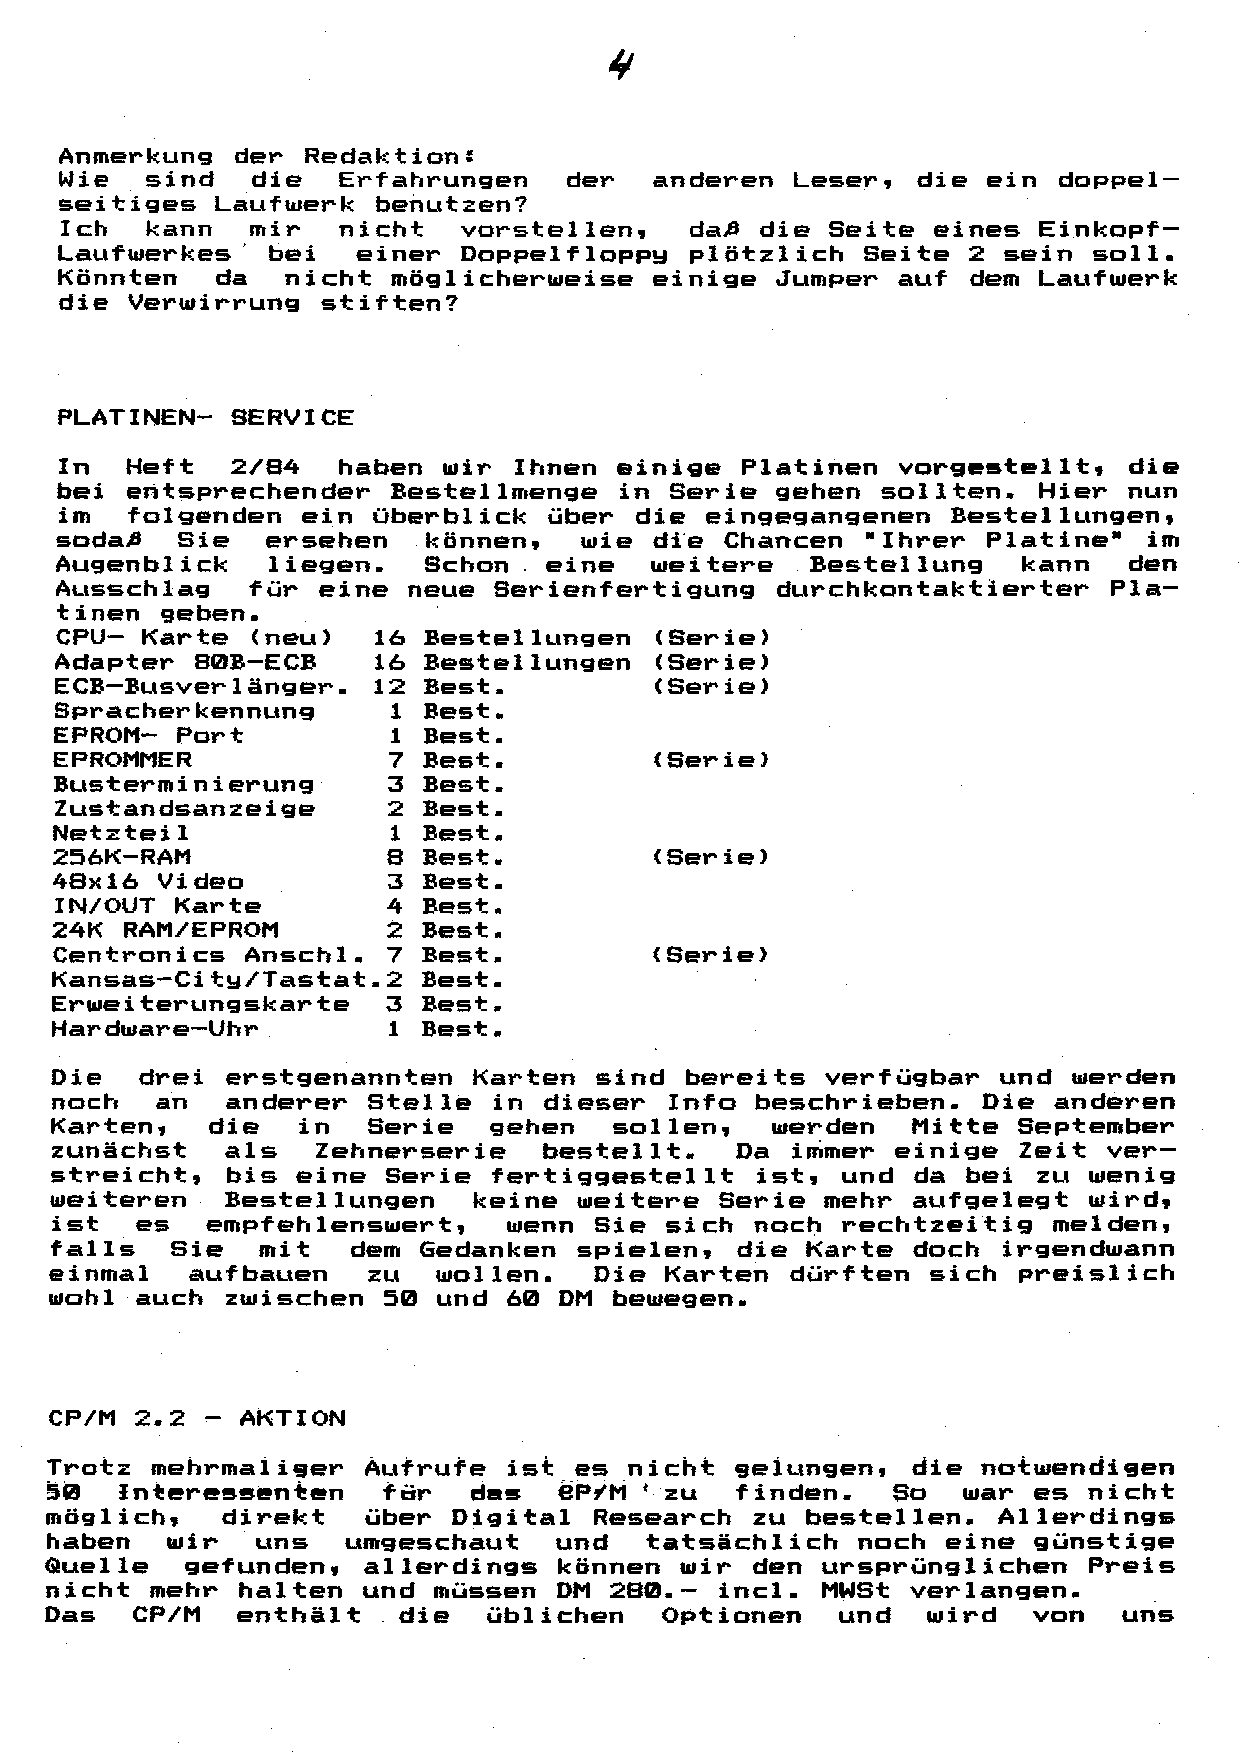 4
Anmerkung der Redaktion:
Wie sind die Erfahrungen der anderen Leser, die ein doppel-
seitiges Laufwerk benutzen?
Ich kann mir nicht vorstellen, daß die Seite eines Einkopf-
Laufwerkes bei einer Doppelfloppy plötzlich Seite 2 sein soll.
Könnten da nicht möglicherweise einige Jumper auf dem Laufwerk
die Verwirrung stiften?
PLATINEN- SERVICE
In Heft 2/84 haben wir Ihnen einige Platinen vorgestellt, die
bei entsprechender Bestellmenge in Serie gehen sollten. Hier nun
im folgenden ein überblick über die eingegangenen Bestellungen,
sodaß Sie ersehen können, wie die Chancen "Ihrer Platine" im
Augenblick liegen. Schon eine weitere Bestellung kann den
Ausschlag für eine neue Serienfertigung durchkontaktierter Pla-
tinen geben.
CPU- Karte (neu) 16 Bestellungen (Serie)
Adapter 80B-ECB 16 Bestellungen (Serie)
ECB-Busverlänger. 12 Best. (Serie)
Spracherkennung 1 Best.
EPROM- Port 1 Best.
EPROMMER 7 Best. (Serie)
Busterminierung 3 Best.
Zustandsanzeige 2 Best.
Netzteil 1 Best.
256K-RAM 8 Best. (Serie)
48x16 Video 3 Best.
IN/OUT Karte 4 Best.
24K RAM/EPROM 2 Best.
Centronics Anschl. 7 Best. (Serie)
Kansas-City/Tastat.2 Best.
Erweiterungskarte 3 Best.
Hardware-Uhr 1 Best.
Die drei erstgenannten Karten sind bereits verfügbar und werden
noch an anderer Stelle in dieser Info beschrieben. Die anderen
Karten, die in Serie gehen sollen, werden Mitte September
zunächst als Zehnerserie bestellt. Da immer einige Zeit ver-
streicht, bis eine Serie fertiggestellt ist, und da bei zu wenig
weiteren Bestellungen keine weitere Serie mehr aufgelegt wird,
ist es empfehlenswert, wenn Sie sich noch rechtzeitig melden,
falls Sie mit dem Gedanken spielen, die Karte doch irgendwann
einmal aufbauen zu wollen. Die Karten dürften sich preislich
wohl auch zwischen 50 und 60 DM bewegen.
CP/M 2.2 - AKTION
Trotz mehrmaliger Aufrufe ist es nicht gelungen, die notwendigen
50 Interessenten für das CP/M zu finden. So war es nicht
möglich, direkt über Digital Research zu bestellen. Allerdings
haben wir uns umgeschaut und tatsächlich noch eine günstige
Quelle gefunden, allerdings können wir den ursprünglichen Preis
nicht mehr halten und müssen DM 280.- incl. MWSt verlangen.
Das CP/M enthält die üblichen Optionen und wird von uns